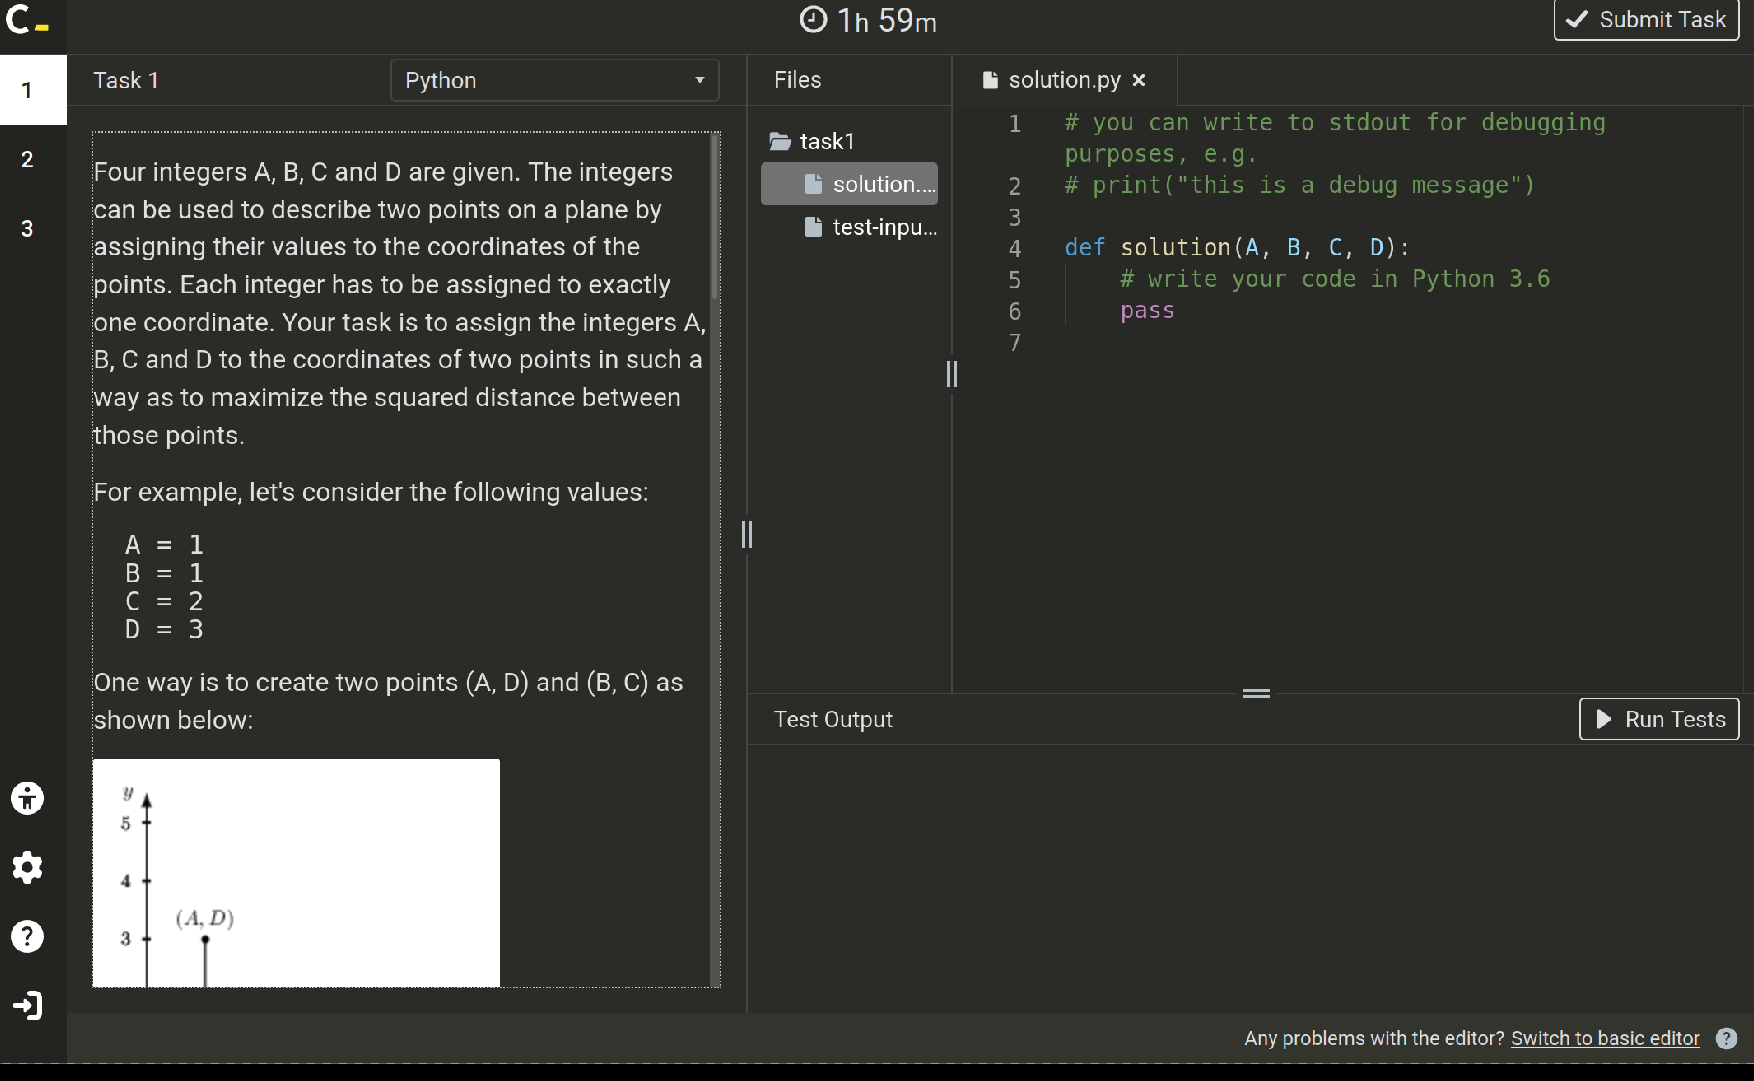 C_
1h 59m
Submit Task
1
2
3
Task 1
Python
Four integers A, B, C and D are given. The integers
can be used to describe two points on a plane by
assigning their values to the coordinates of the
points. Each integer has to be assigned to exactly
one coordinate. Your task is to assign the integers A,
B, C and D to the coordinates of two points in such a
way as to maximize the squared distance between
those points.
For example, let's consider the following values:
A = 1
B = 1
C = 2
D = 3
One way is to create two points (A, D) and (B, C) as
shown below:
y
5
4
(A, D)
3
Files
task1
solution....
test-inpu...
solution.py ×
1 # you can write to stdout for debugging
purposes, e.g.
2 # print("this is a debug message")
3
4 def solution(A, B, C, D):
5 # write your code in Python 3.6
6 pass
7
Test Output
Run Tests
Any problems with the editor? Switch to basic editor ?
?